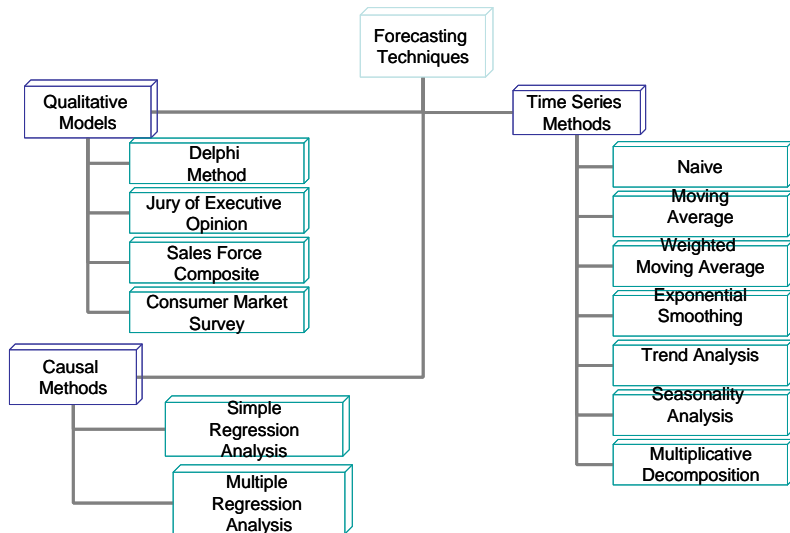 Forecasting
Techniques
Qualitative
Models
Delphi
Method
Jury of Executive
Opinion
Sales Force
Composite
Consumer Market
Survey
Causal
Methods
Simple
Regression
Analysis
Multiple
Regression
Analysis
Time Series
Methods
Naive
Moving
Average
Weighted
Moving Average
Exponential
Smoothing
Trend Analysis
Seasonality
Analysis
Multiplicative
Decomposition